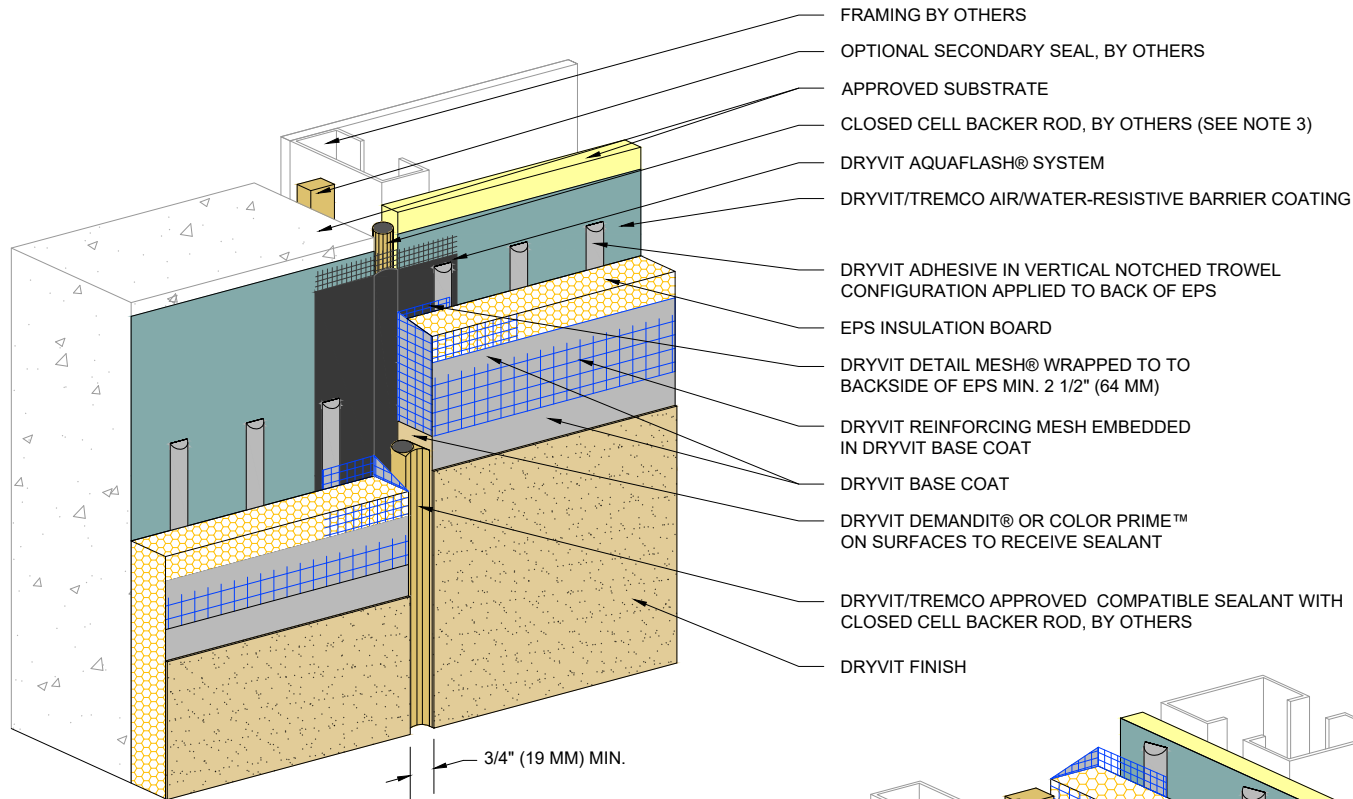 FRAMING BY OTHERS
OPTIONAL SECONDARY SEAL, BY OTHERS
APPROVED SUBSTRATE
CLOSED CELL BACKER ROD, BY OTHERS (SEE NOTE 3)
DRYVIT AQUAFLASH® SYSTEM
DRYVIT/TREMCO AIR/WATER-RESISTIVE BARRIER COATING
DRYVIT ADHESIVE IN VERTICAL NOTCHED TROWEL
CONFIGURATION APPLIED TO BACK OF EPS
EPS INSULATION BOARD
DRYVIT DETAIL MESH® WRAPPED TO TO
BACKSIDE OF EPS MIN. 2 1/2" (64 MM)
DRYVIT REINFORCING MESH EMBEDDED
IN DRYVIT BASE COAT
DRYVIT BASE COAT
DRYVIT DEMANDIT® OR COLOR PRIME™
ON SURFACES TO RECEIVE SEALANT
DRYVIT/TREMCO APPROVED COMPATIBLE SEALANT WITH
CLOSED CELL BACKER ROD, BY OTHERS
DRYVIT FINISH
3/4" (19 MM) MIN.